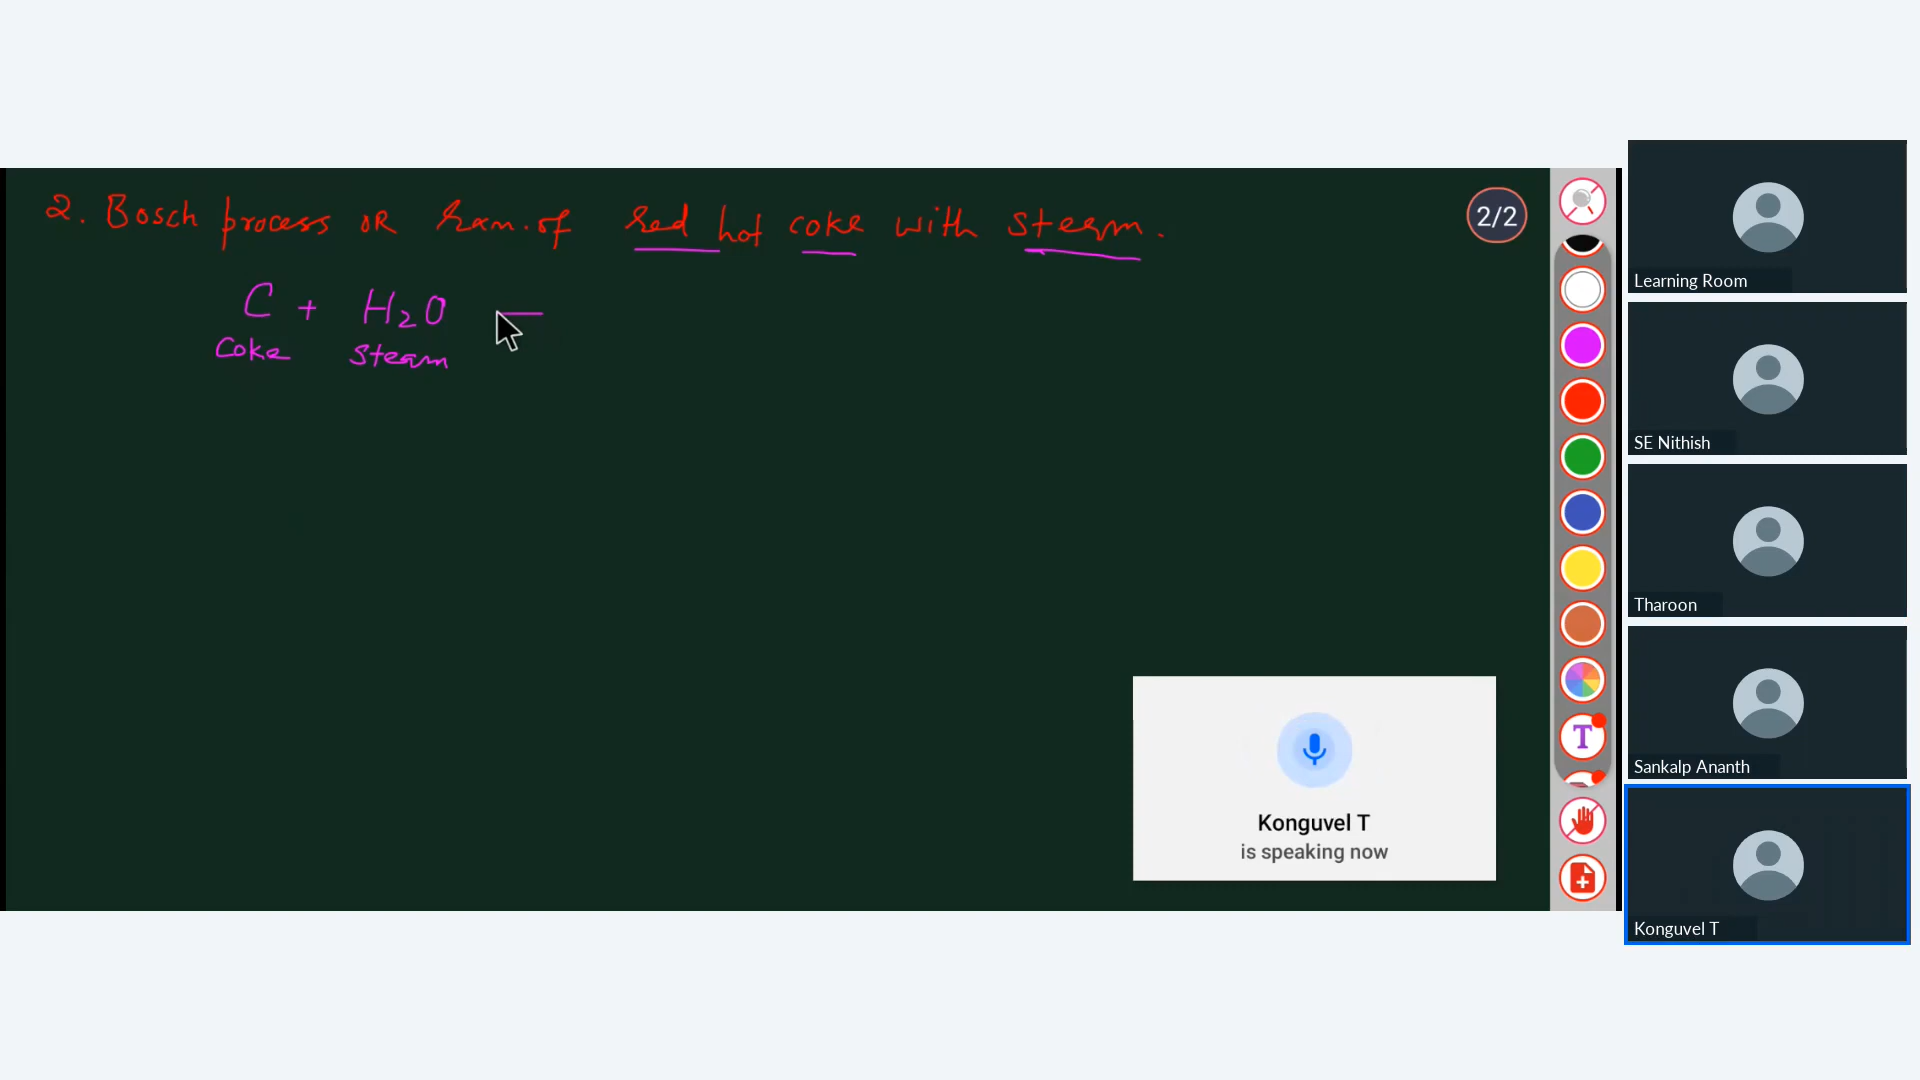 2. Bosch process OR rxn. of red hot coke with steam.
2/2
C + H₂O —
Coke steam
T
Konguvel T
is speaking now
Learning Room
SE Nithish
Tharoon
Sankalp Ananth
Konguvel T